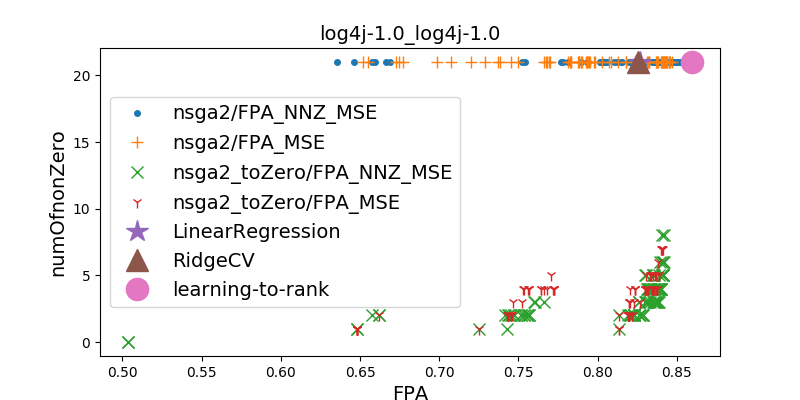 log4j-1.0_log4j-1.0
numOfnonZero
20
15
10
5
0
nsga2/FPA_NNZ_MSE
nsga2/FPA_MSE
nsga2_toZero/FPA_NNZ_MSE
nsga2_toZero/FPA_MSE
LinearRegression
RidgeCV
learning-to-rank
0.50 0.55 0.60 0.65 0.70 0.75 0.80 0.85
FPA